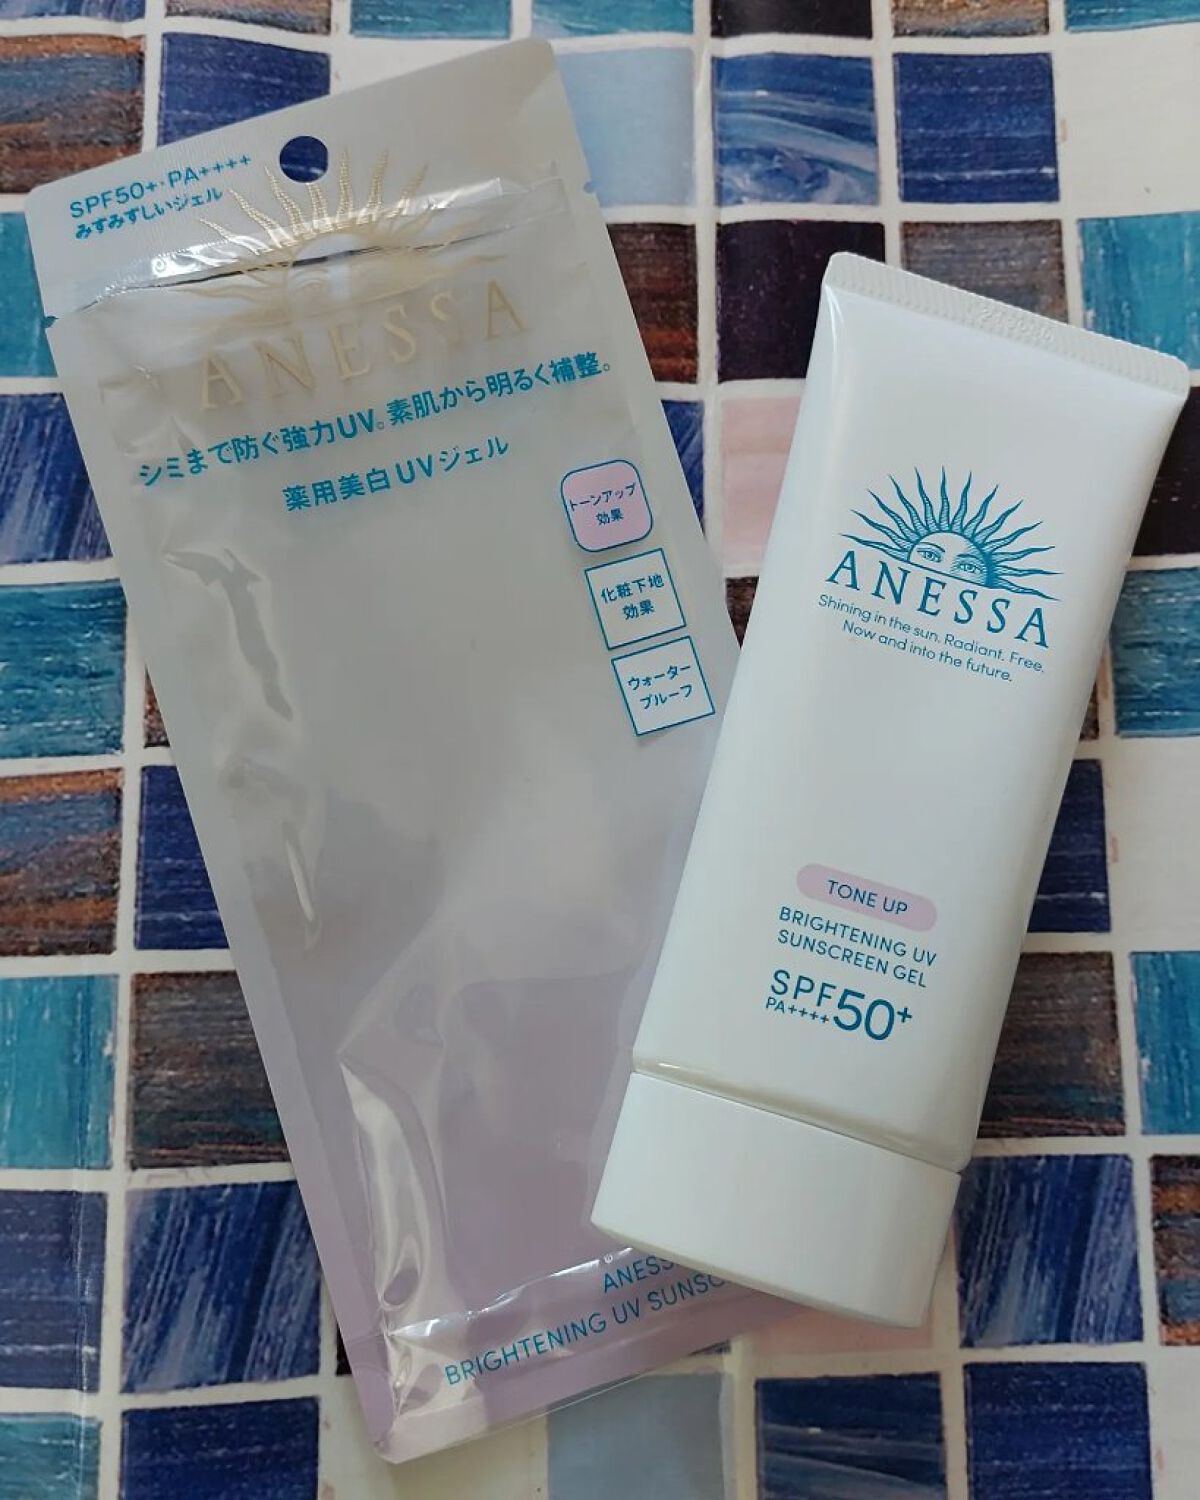 SPF50+・PA++++
みずみずしいジェル
ANESSA
シミまで防ぐ強力UV。素肌から明るく補整。
薬用美白UVジェル
トーンアップ
効果
化粧下地
効果
ウォーター
プルーフ
BRIGHTENING UV
ANESSA
Shining in the sun. Radiant. Free.
Now and into the future.
TONE UP
BRIGHTENING UV
SUNSCREEN GEL
SPF50+
PA++++